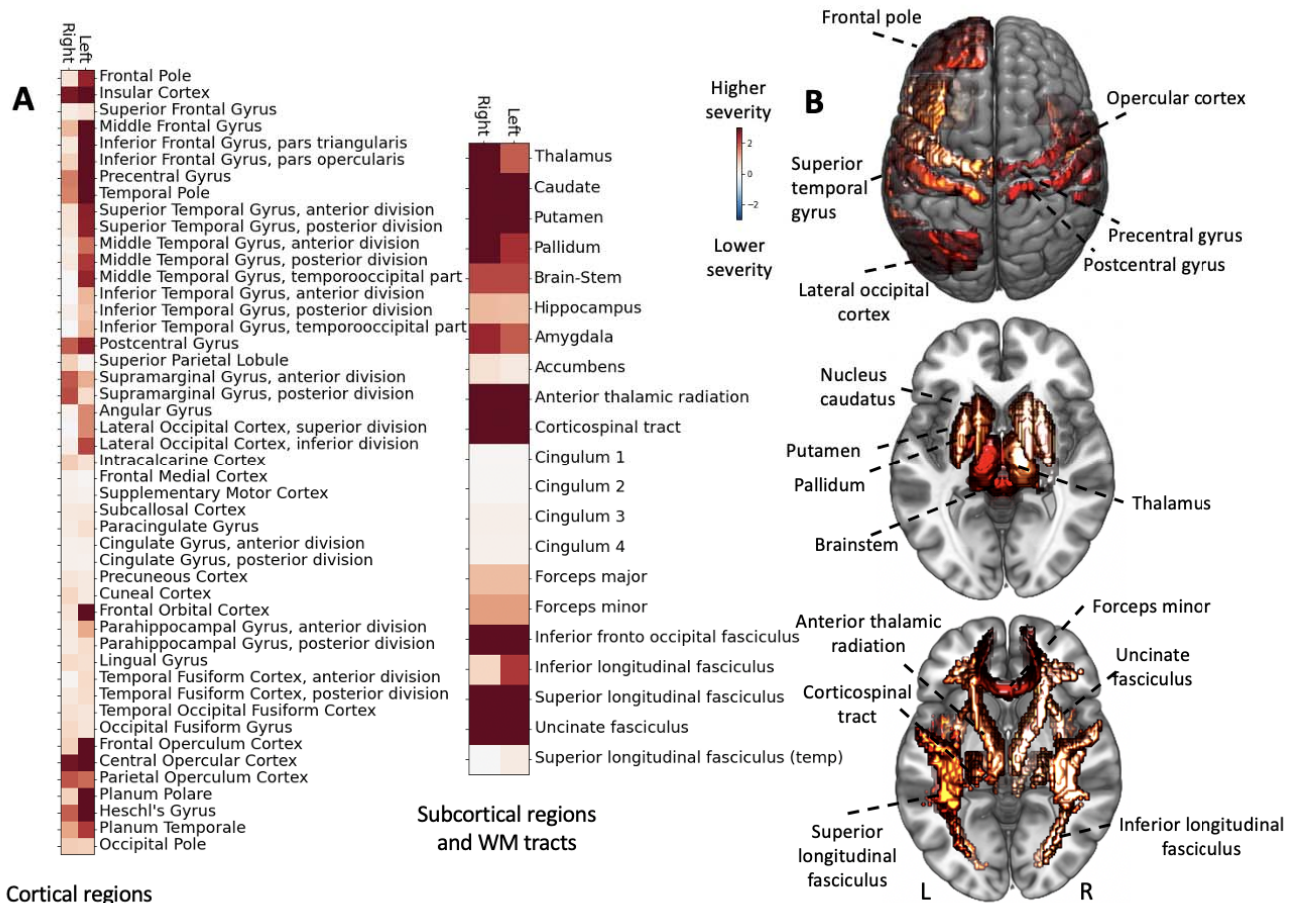 A
Right
Left
Frontal Pole
Insular Cortex
Superior Frontal Gyrus
Middle Frontal Gyrus
Inferior Frontal Gyrus, pars triangularis
Inferior Frontal Gyrus, pars opercularis
Precentral Gyrus
Temporal Pole
Superior Temporal Gyrus, anterior division
Superior Temporal Gyrus, posterior division
Middle Temporal Gyrus, anterior division
Middle Temporal Gyrus, posterior division
Middle Temporal Gyrus, temporooccipital part
Inferior Temporal Gyrus, anterior division
Inferior Temporal Gyrus, posterior division
Inferior Temporal Gyrus, temporooccipital part
Postcentral Gyrus
Superior Parietal Lobule
Supramarginal Gyrus, anterior division
Supramarginal Gyrus, posterior division
Angular Gyrus
Lateral Occipital Cortex, superior division
Lateral Occipital Cortex, inferior division
Intracalcarine Cortex
Frontal Medial Cortex
Supplementary Motor Cortex
Subcallosal Cortex
Paracingulate Gyrus
Cingulate Gyrus, anterior division
Cingulate Gyrus, posterior division
Precuneous Cortex
Cuneal Cortex
Frontal Orbital Cortex
Parahippocampal Gyrus, anterior division
Parahippocampal Gyrus, posterior division
Lingual Gyrus
Temporal Fusiform Cortex, anterior division
Temporal Fusiform Cortex, posterior division
Temporal Occipital Fusiform Cortex
Occipital Fusiform Gyrus
Frontal Operculum Cortex
Central Opercular Cortex
Parietal Operculum Cortex
Planum Polare
Heschl's Gyrus
Planum Temporale
Occipital Pole
Cortical regions
Right
Left
Thalamus
Caudate
Putamen
Pallidum
Brain-Stem
Hippocampus
Amygdala
Accumbens
Anterior thalamic radiation
Corticospinal tract
Cingulum 1
Cingulum 2
Cingulum 3
Cingulum 4
Forceps major
Forceps minor
Inferior fronto occipital fasciculus
Inferior longitudinal fasciculus
Superior longitudinal fasciculus
Uncinate fasciculus
Superior longitudinal fasciculus (temp)
Subcortical regions
and WM tracts
Higher
severity
2
0
−2
Lower
severity
B
Frontal pole
Opercular cortex
Superior
temporal
gyrus
Precentral gyrus
Postcentral gyrus
Lateral occipital
cortex
Nucleus
caudatus
Putamen
Pallidum
Thalamus
Brainstem
Forceps minor
Anterior thalamic
radiation
Uncinate
fasciculus
Corticospinal
tract
Superior
longitudinal
fasciculus
Inferior longitudinal
fasciculus
L
R